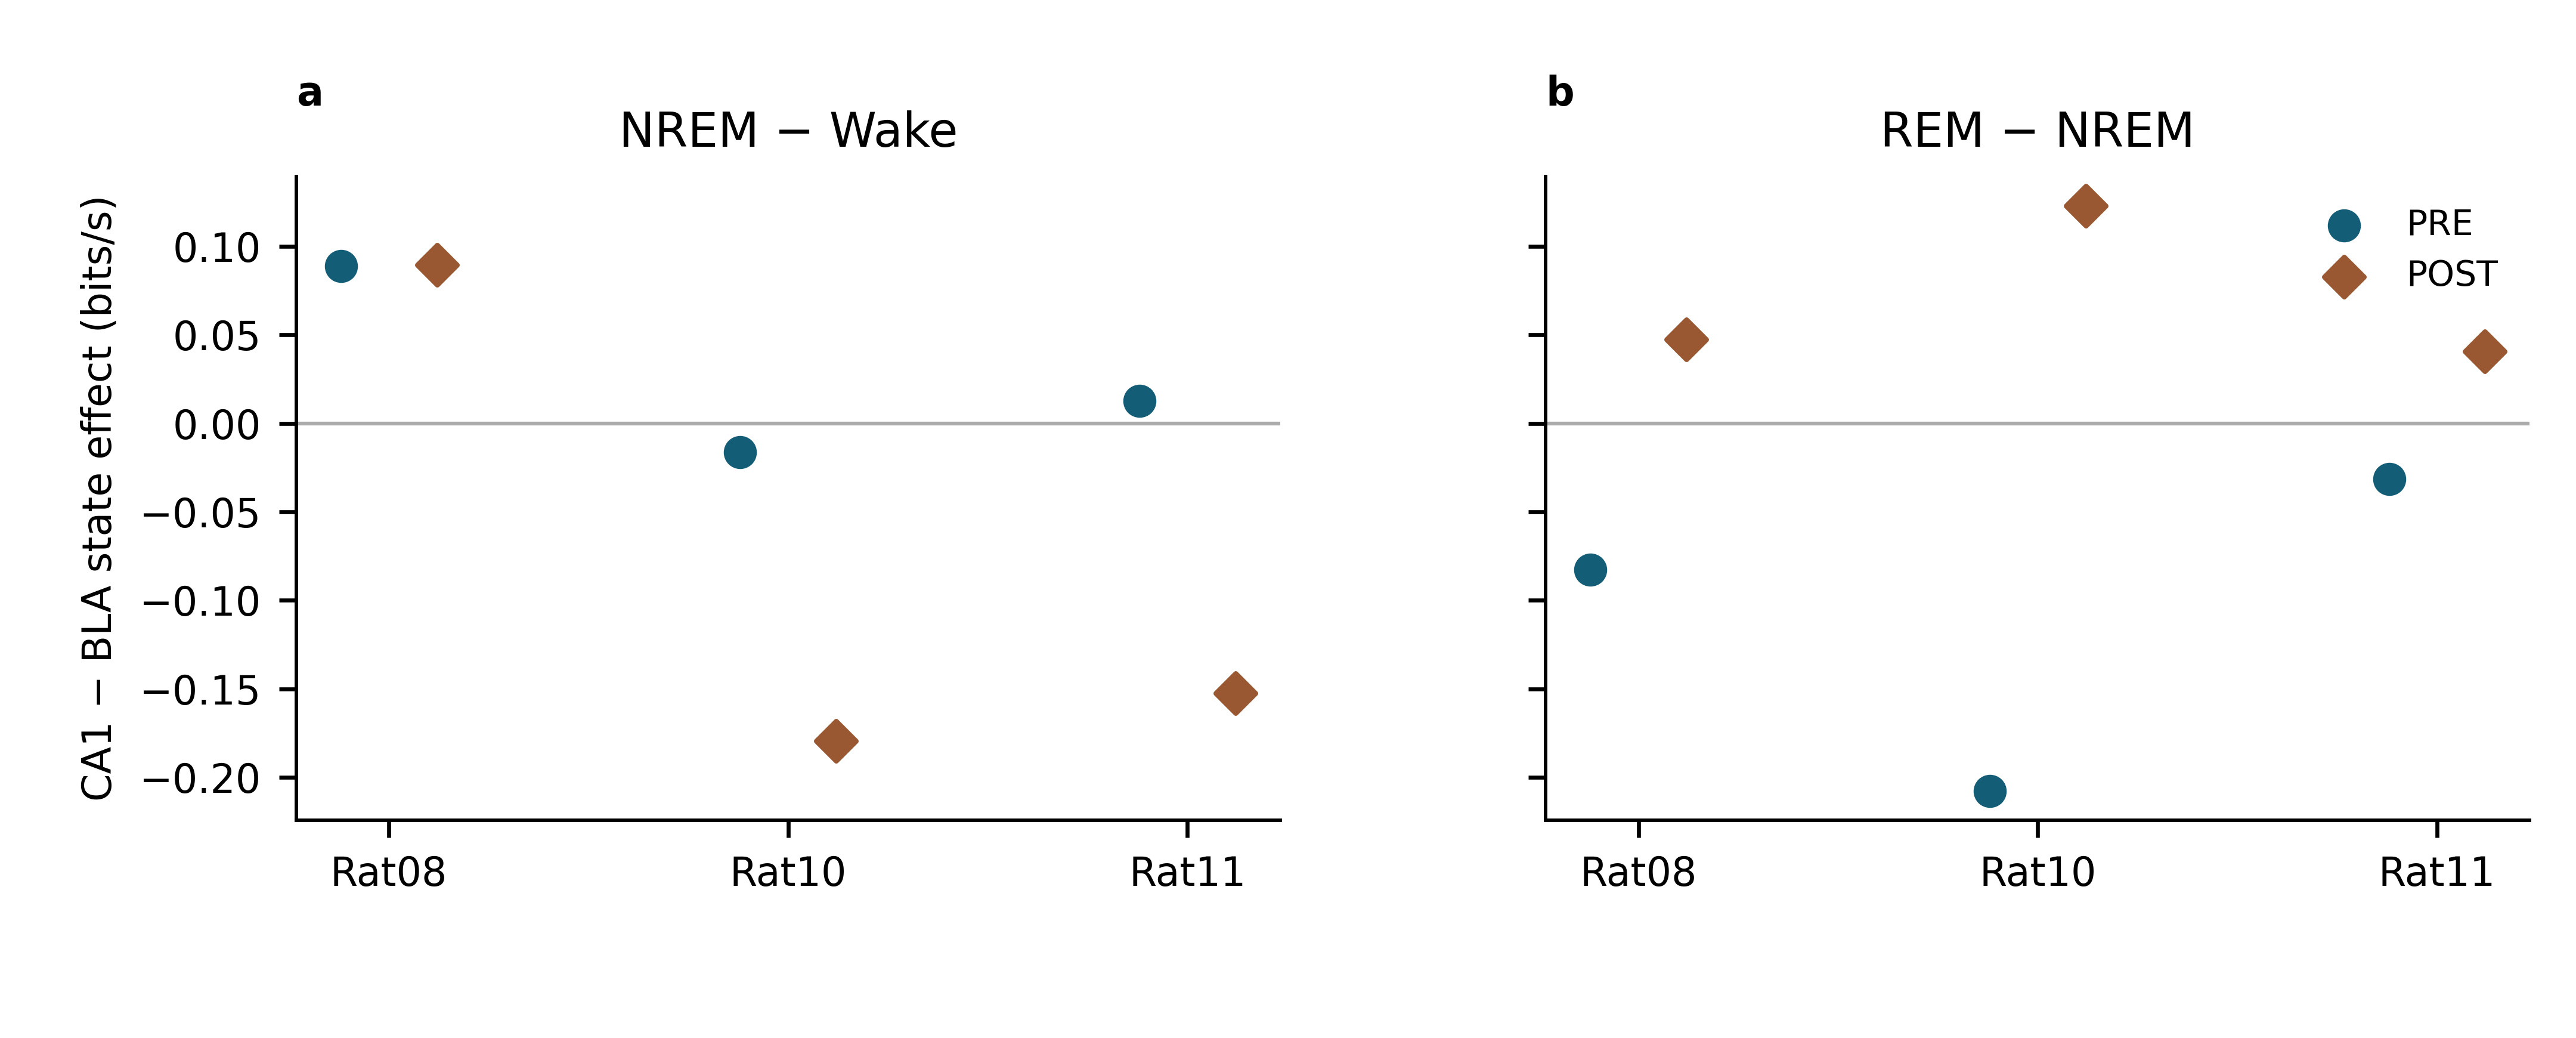 a
NREM − Wake
CA1 − BLA state effect (bits/s)
0.10
0.05
0.00
−0.05
−0.10
−0.15
−0.20
Rat08 Rat10 Rat11
b
REM − NREM
PRE
POST
Rat08 Rat10 Rat11